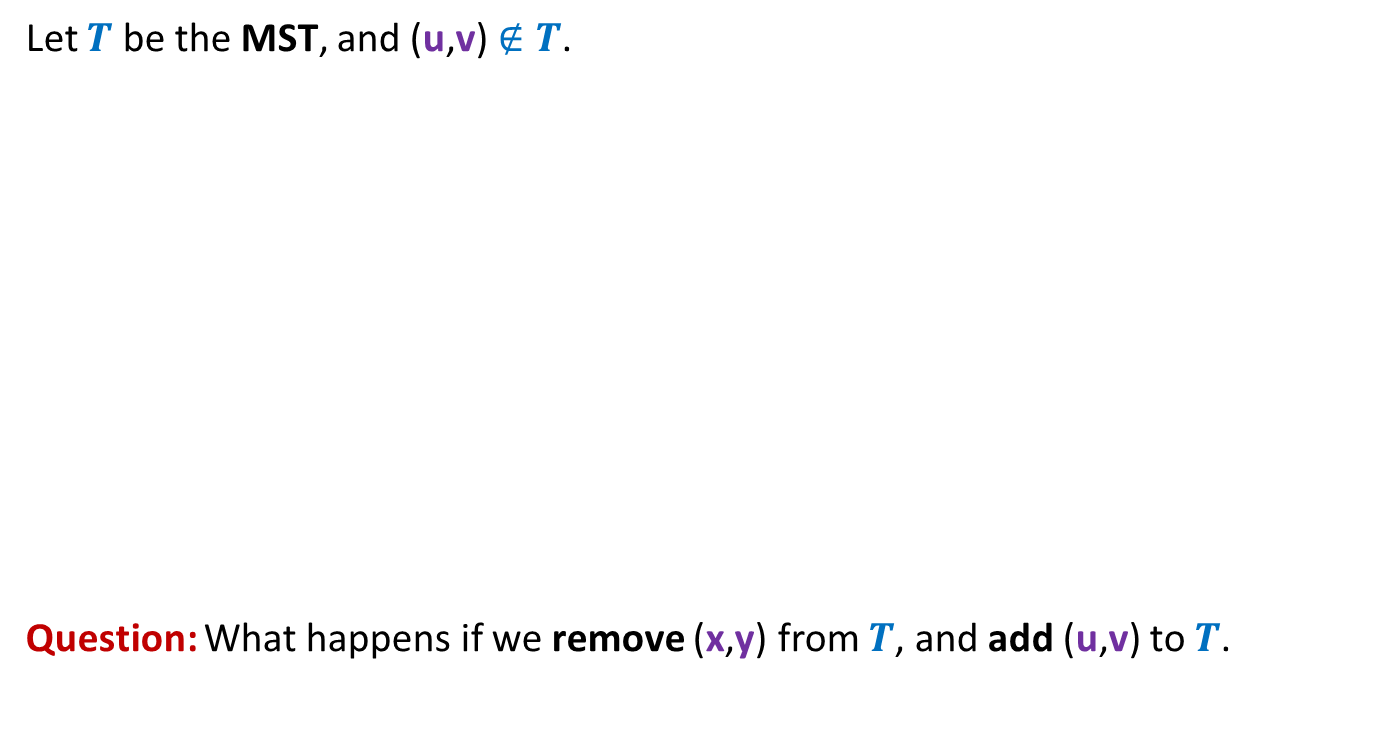 Let T be the MST, and (u,v) ∉ T.
Question: What happens if we remove (x,y) from T, and add (u,v) to T.